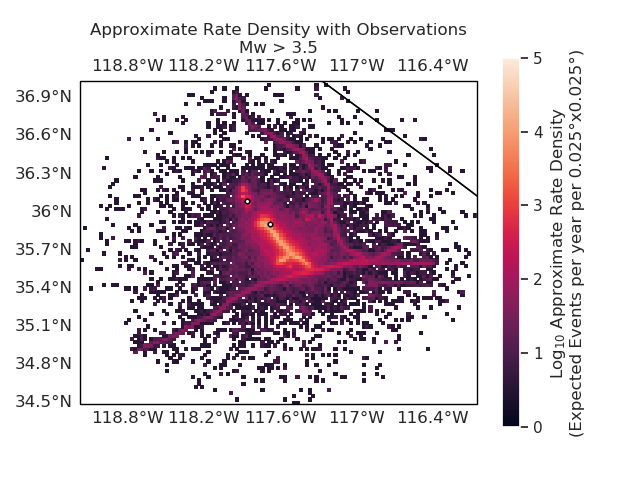 Approximate Rate Density with Observations
Mw > 3.5
118.8°W 118.2°W 117.6°W 117°W 116.4°W
36.9°N
36.6°N
36.3°N
36°N
35.7°N
35.4°N
35.1°N
34.8°N
34.5°N
118.8°W 118.2°W 117.6°W 117°W 116.4°W
5
4
3
2
1
0
Log₁₀ Approximate Rate Density
(Expected Events per year per 0.025°x0.025°)